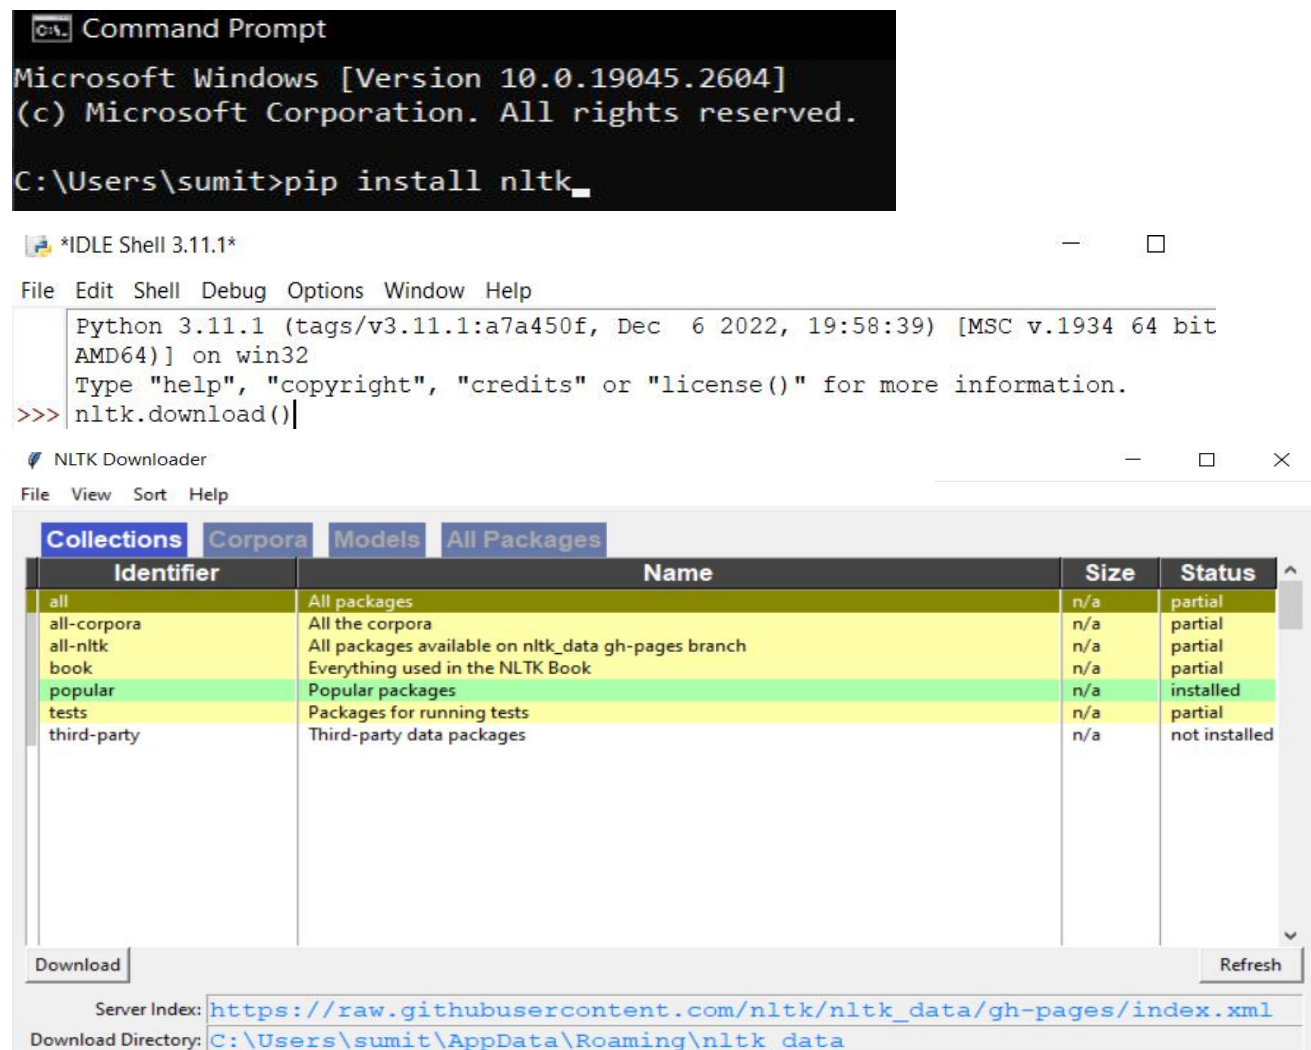 Command Prompt
Microsoft Windows [Version 10.0.19045.2604]
(c) Microsoft Corporation. All rights reserved.
C:\Users\sumit>pip install nltk_
*IDLE Shell 3.11.1*
File Edit Shell Debug Options Window Help
Python 3.11.1 (tags/v3.11.1:a7a450f, Dec  6 2022, 19:58:39) [MSC v.1934 64 bit
AMD64)] on win32
Type "help", "copyright", "credits" or "license()" for more information.
>>> nltk.download()
NLTK Downloader
File View Sort Help
Collections Corpora Models All Packages
Identifier Name Size Status
all All packages n/a partial
all-corpora All the corpora n/a partial
all-nltk All packages available on nltk_data gh-pages branch n/a partial
book Everything used in the NLTK Book n/a partial
popular Popular packages n/a installed
tests Packages for running tests n/a partial
third-party Third-party data packages n/a not installed
Download Refresh
Server Index: https://raw.githubusercontent.com/nltk/nltk_data/gh-pages/index.xml
Download Directory: C:\Users\sumit\AppData\Roaming\nltk_data